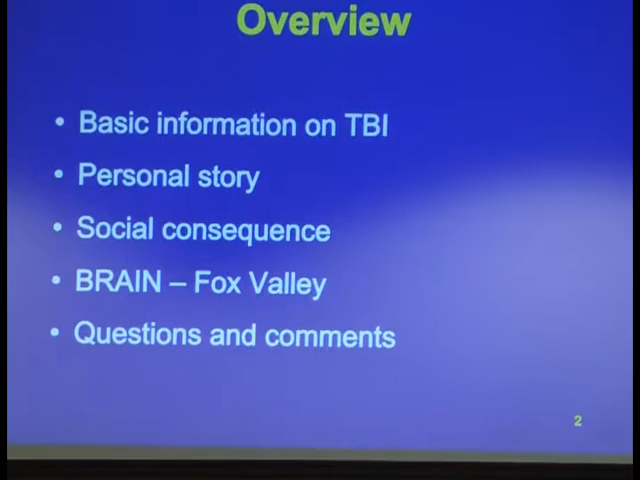 Overview
• Basic information on TBI
• Personal story
• Social consequence
• BRAIN – Fox Valley
• Questions and comments
2